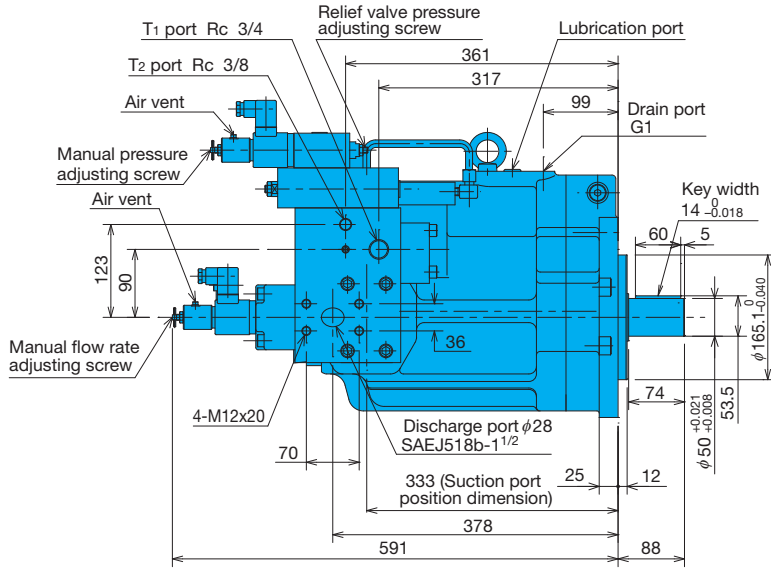 T1 port Rc 3/4
T2 port Rc 3/8
Relief valve pressure
adjusting screw
Lubrication port
361
317
99
Drain port
G1
Air vent
Manual pressure
adjusting screw
Air vent
Key width
14 0 -0.018
60
5
123
90
36
Manual flow rate
adjusting screw
4-M12x20
70
Discharge port φ28
SAEJ518b-1 1/2
333 (Suction port
position dimension)
25
12
74
φ50 +0.021 +0.008
53.5
φ165.1 0 -0.040
378
591
88